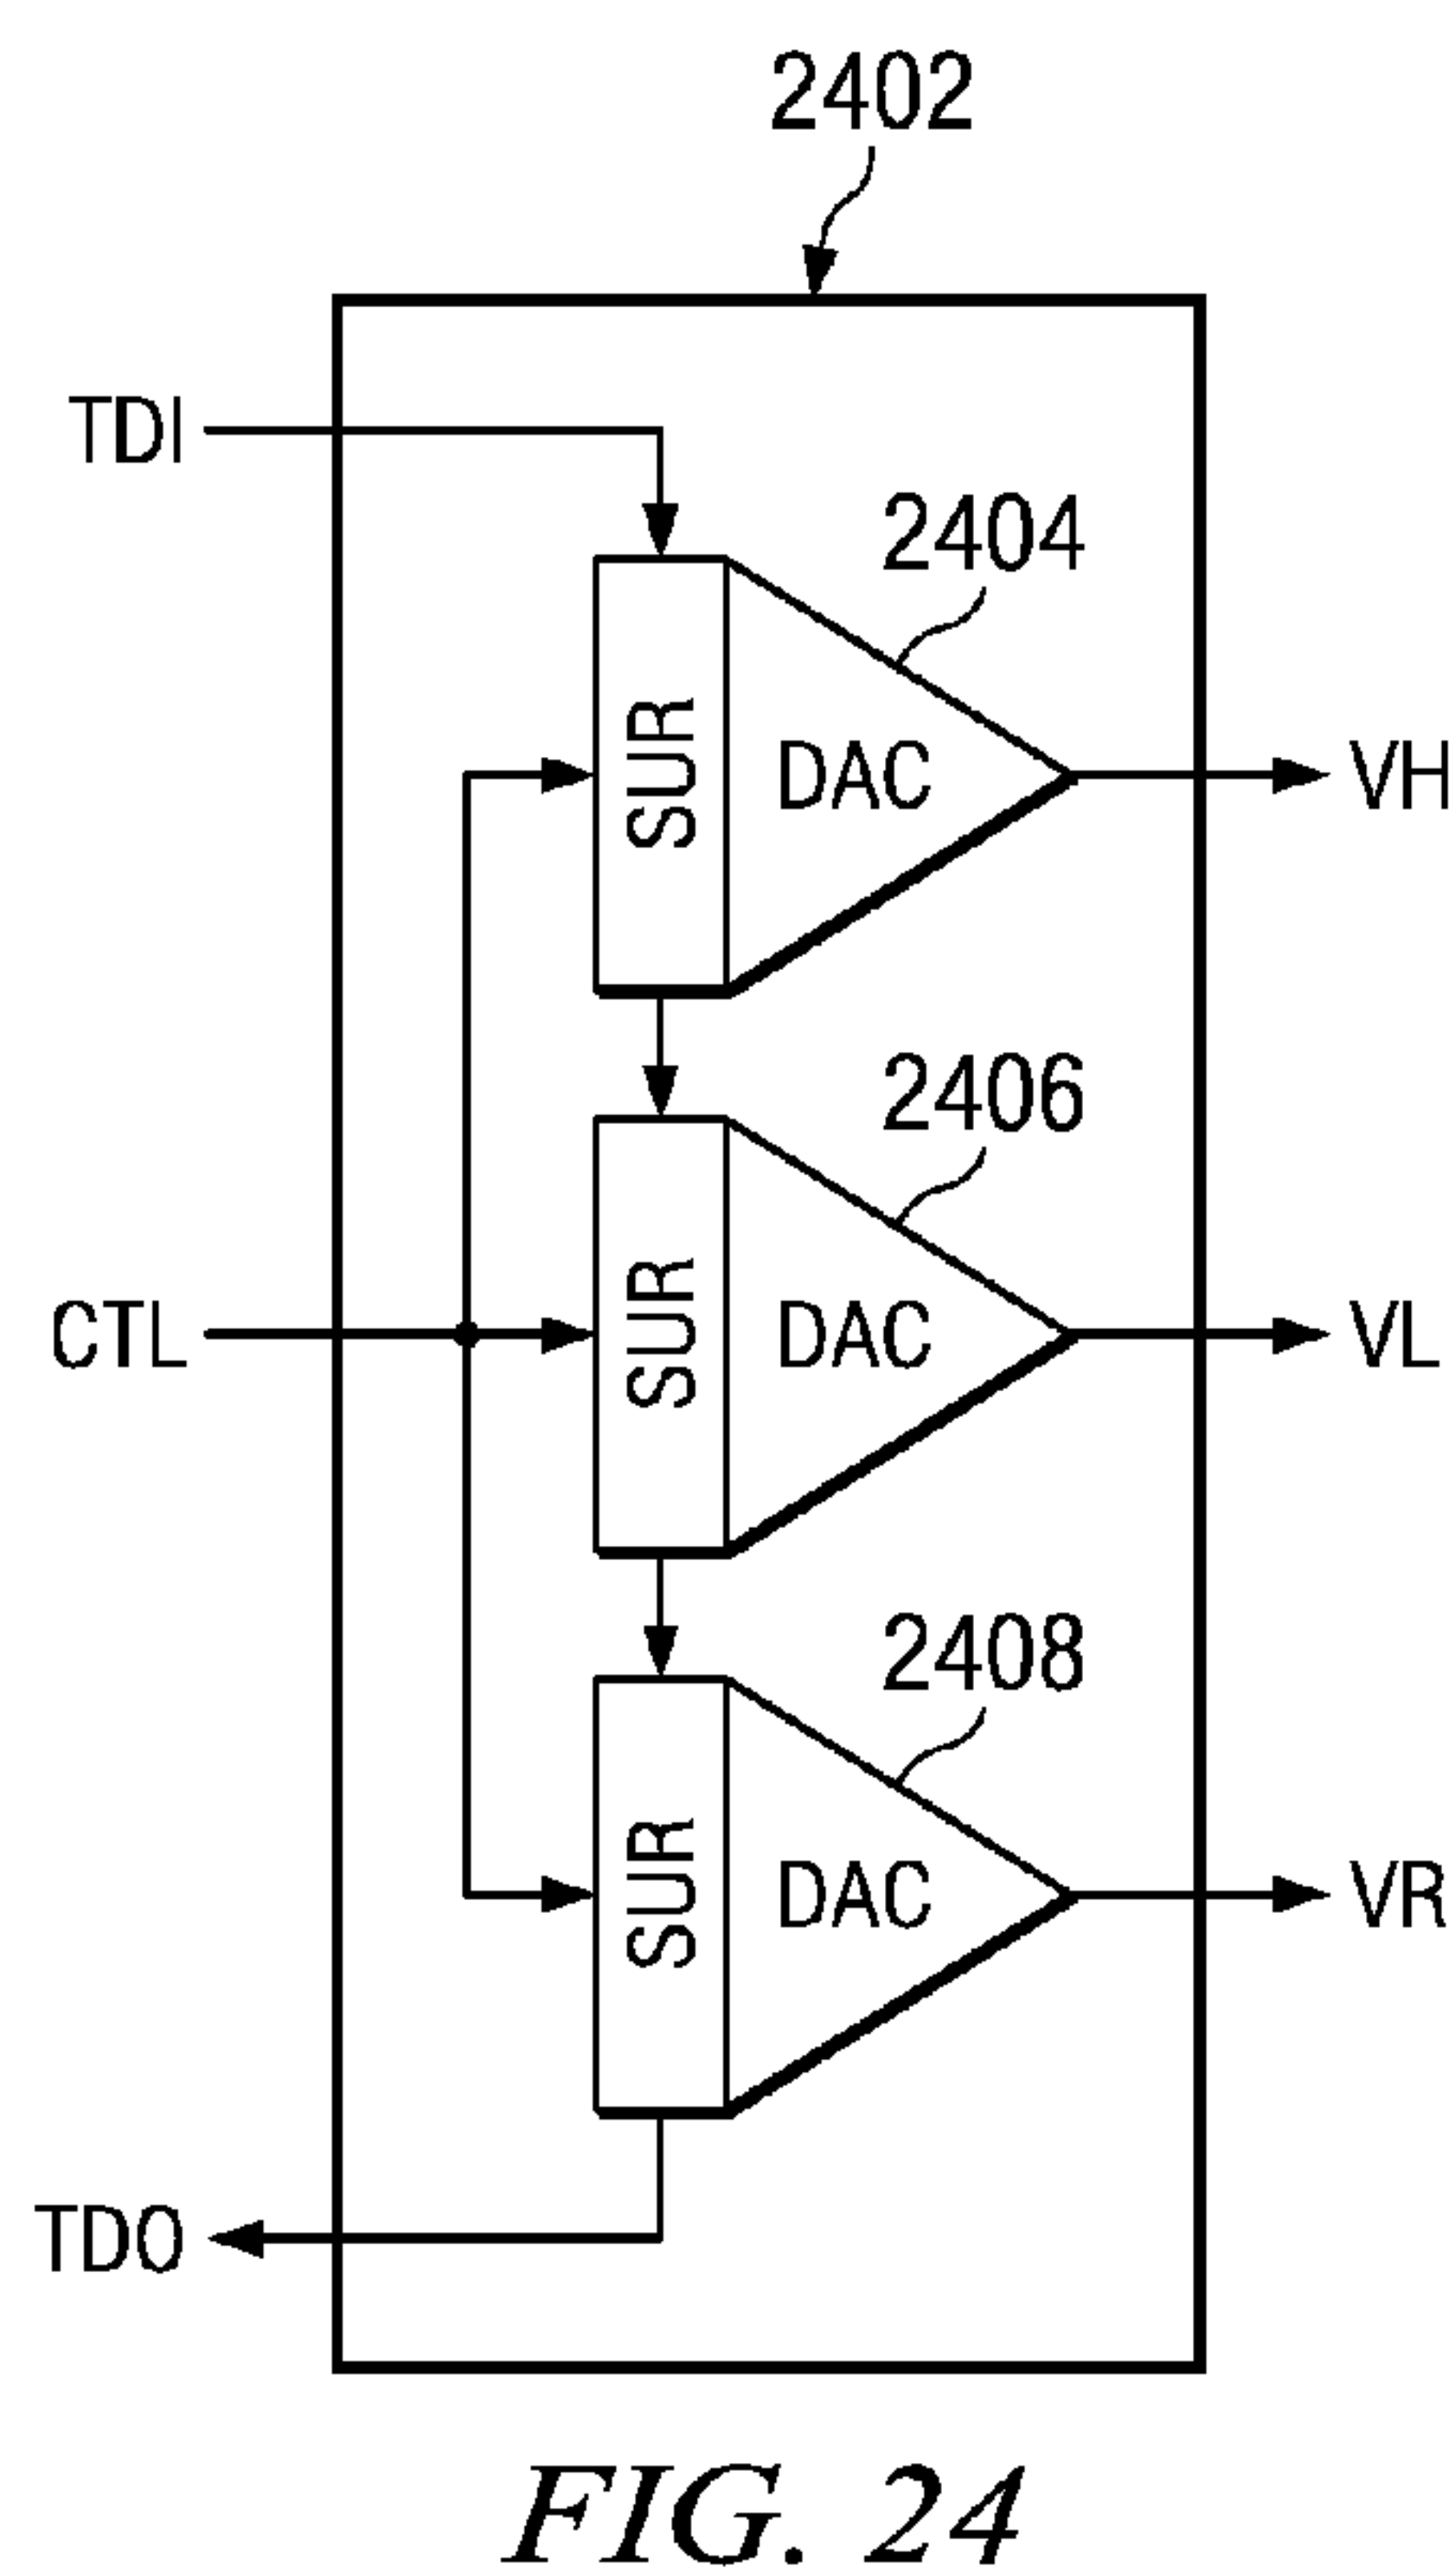 2402
TDI
2404
SUR
DAC
VH
2406
CTL
SUR
DAC
VL
2408
SUR
DAC
VR
TDO
FIG. 24